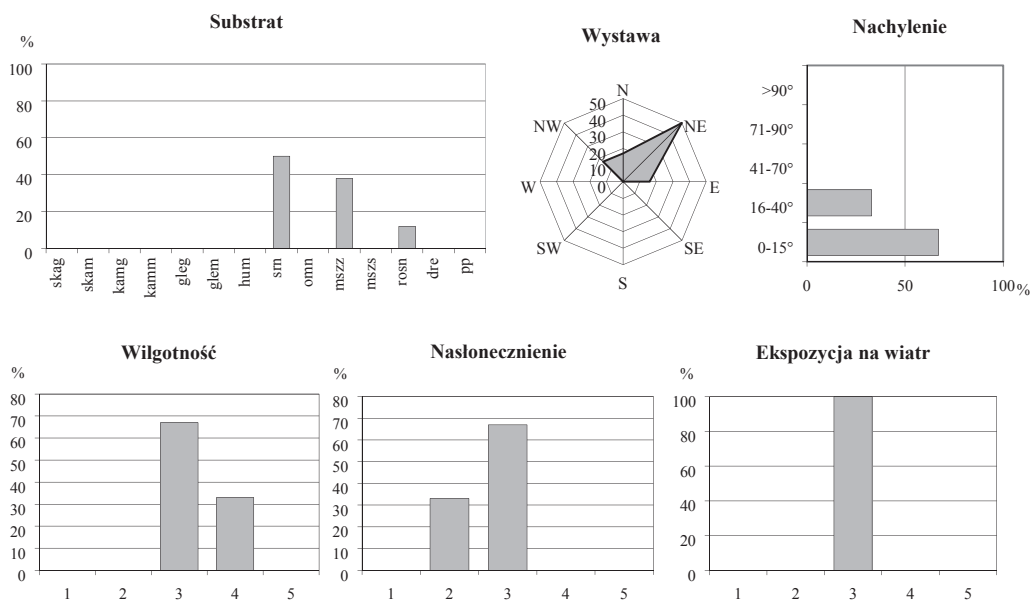 Substrat
%
100
80
60
40
20
0
skag
skam
kamg
kamm
gleg
glem
hum
srn
omn
mszz
mszs
rosn
dre
pp
Wystawa
N
NE
E
SE
S
SW
W
NW
50
40
30
20
10
0
Nachylenie
>90°
71-90°
41-70°
16-40°
0-15°
0 50 100 %
Wilgotność
%
80
70
60
50
40
30
20
10
0
1 2 3 4 5
Nasłonecznienie
%
80
70
60
50
40
30
20
10
0
1 2 3 4 5
Ekspozycja na wiatr
%
100
80
60
40
20
0
1 2 3 4 5